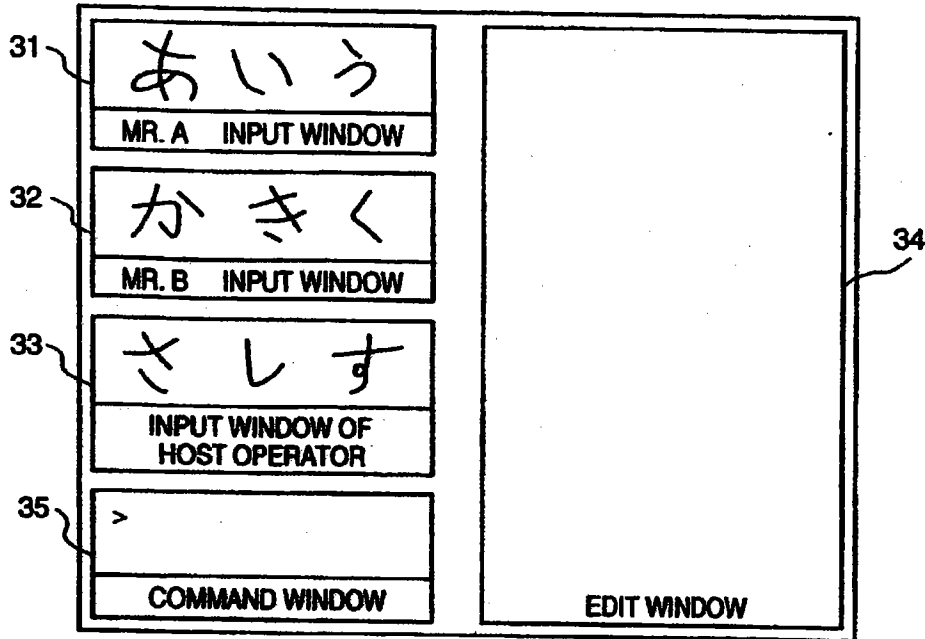 31
あいう
MR. A INPUT WINDOW
32
かきく
MR. B INPUT WINDOW
33
さしす
INPUT WINDOW OF
HOST OPERATOR
35
>
COMMAND WINDOW
34
EDIT WINDOW